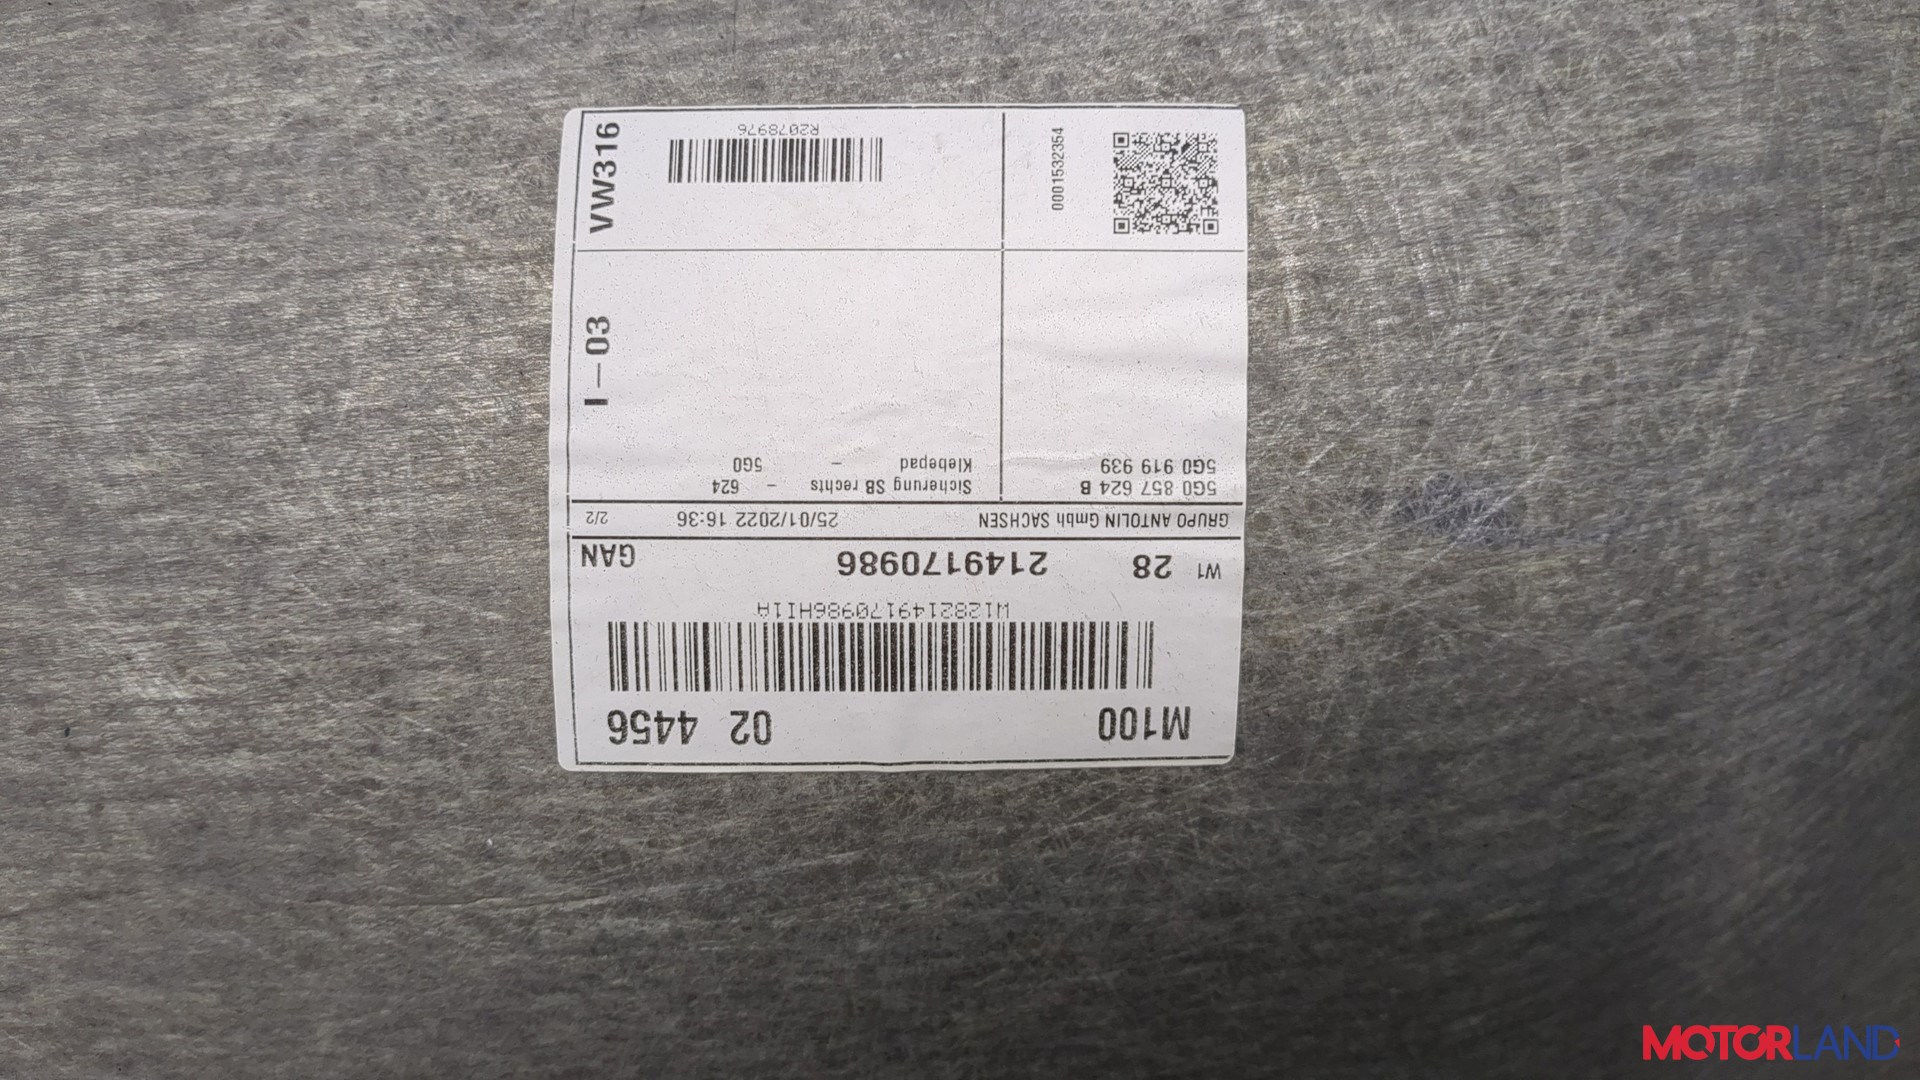 M100 02 4456
W1282149170986HI1A
W1 28 2149170986 GAN
GRUPO ANTOLIN Gmbh SACHSEN 25/01/2022 16:36 2/2
5G0 857 624 B Sicherung SB rechts - 624
5G0 919 939 Klebepad - 5G0
I-03
VW316
R2078976
0001532354
MOTORLAND